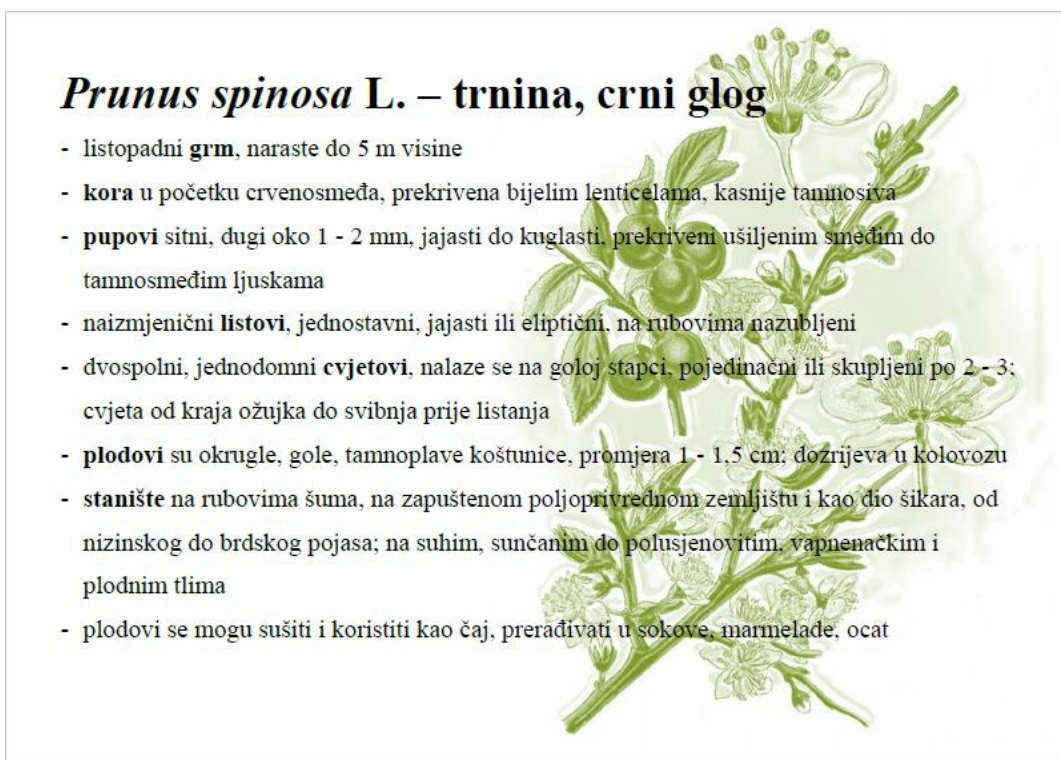 Prunus spinosa L. – trnina, crni glog
- listopadni grm, naraste do 5 m visine
- kora u početku crvenosmeđa, prekrivena bijelim lenticelama, kasnije tamnosiva
- pupovi sitni, dugi oko 1 - 2 mm, jajasti do kuglasti, prekriveni ušiljenim smeđim do
tamnosmeđim ljuskama
- naizmjenični listovi, jednostavni, jajasti ili eliptični, na rubovima nazubljeni
- dvospolni, jednodomni cvjetovi, nalaze se na goloj stapci, pojedinačni ili skupljeni po 2 - 3;
cvjeta od kraja ožujka do svibnja prije listanja
- plodovi su okrugle, gole, tamnoplave koštunice, promjera 1 - 1,5 cm; dozrijeva u kolovozu
- stanište na rubovima šuma, na zapuštenom poljoprivrednom zemljištu i kao dio šikara, od
nizinskog do brdskog pojasa; na suhim, sunčanim do polusjenovitim, vapnenačkim i
plodnim tlima
- plodovi se mogu sušiti i koristiti kao čaj, prerađivati u sokove, marmelade, ocat